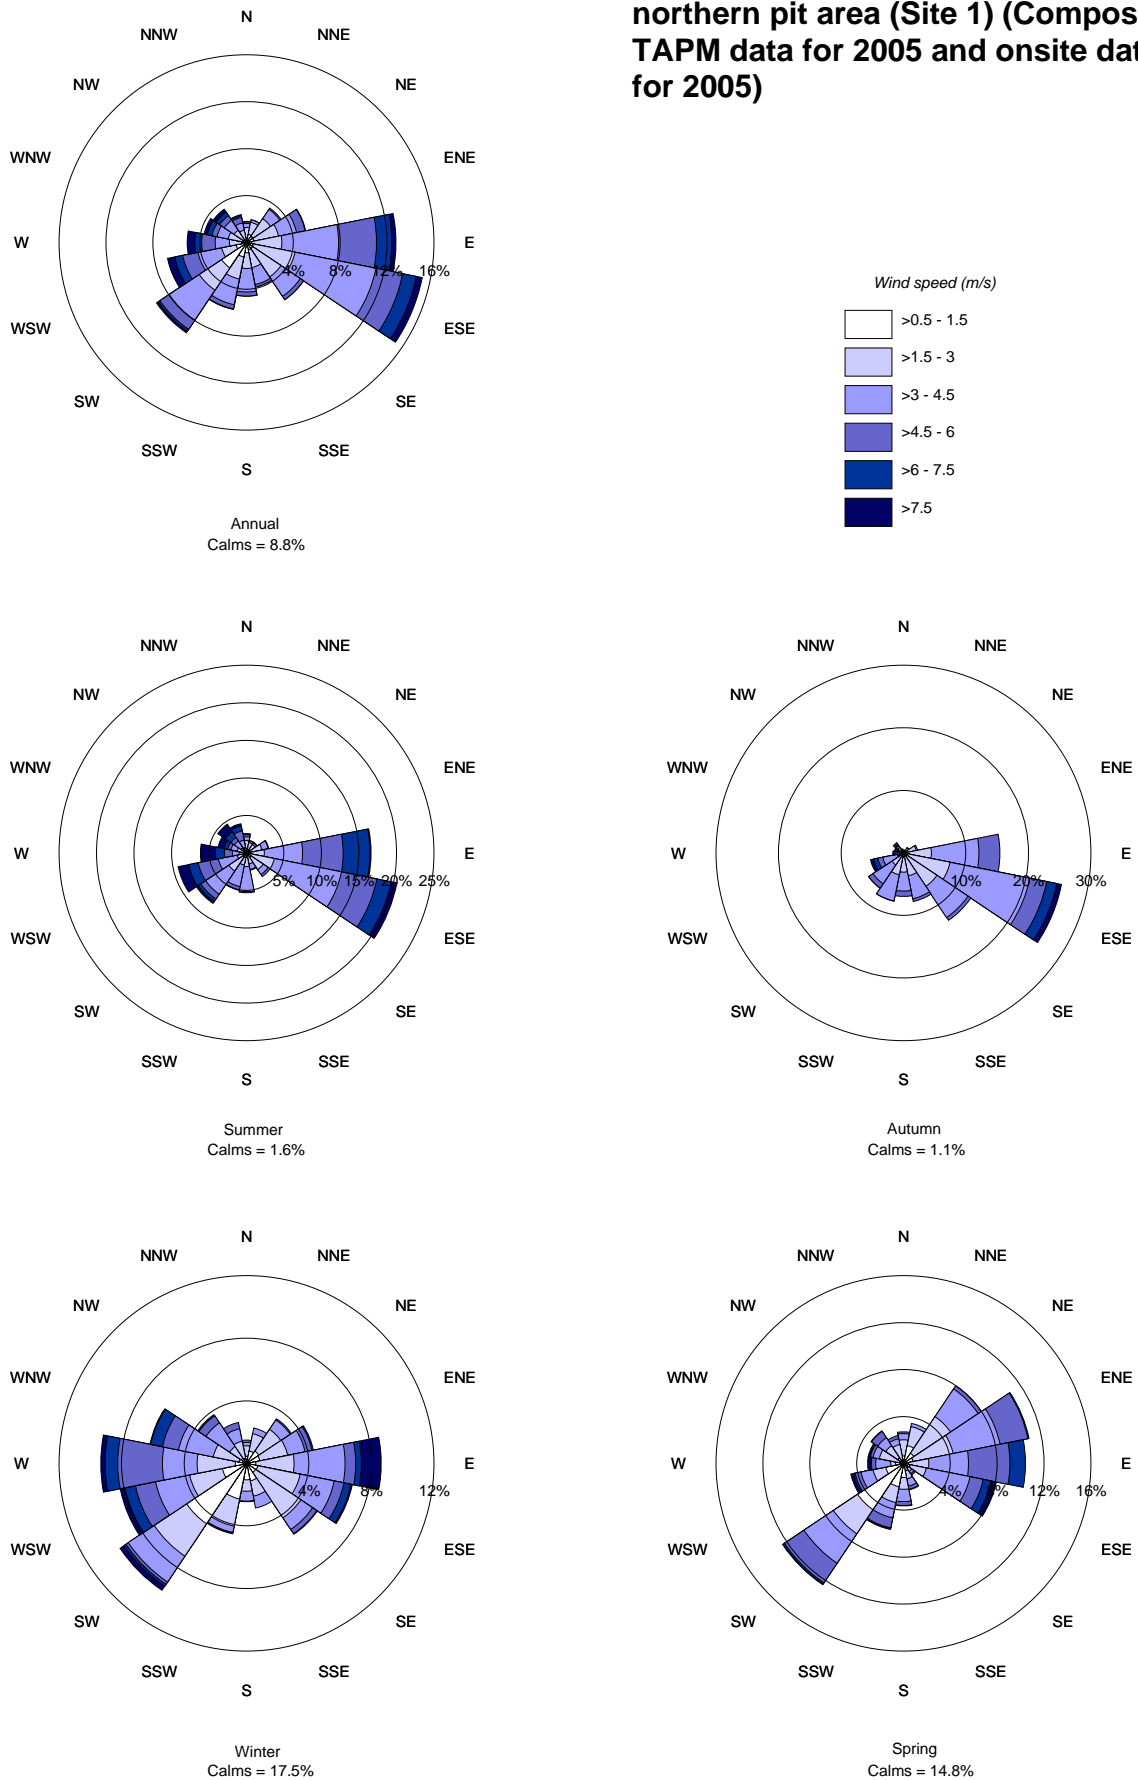 northern pit area (Site 1) (Compos
TAPM data for 2005 and onsite dat
for 2005)
N
NNW NNE
NW NE
WNW ENE
W E
4% 8% 12% 16%
WSW ESE
SW SE
SSW SSE
S
Annual
Calms = 8.8%
Wind speed (m/s)
>0.5 - 1.5
>1.5 - 3
>3 - 4.5
>4.5 - 6
>6 - 7.5
>7.5
N
NNW NNE
NW NE
WNW ENE
W E
5% 10% 15% 20% 25%
WSW ESE
SW SE
SSW SSE
S
Summer
Calms = 1.6%
N
NNW NNE
NW NE
WNW ENE
W E
10% 20% 30%
WSW ESE
SW SE
SSW SSE
S
Autumn
Calms = 1.1%
N
NNW NNE
NW NE
WNW ENE
W E
4% 8% 12%
WSW ESE
SW SE
SSW SSE
S
Winter
Calms = 17.5%
N
NNW NNE
NW NE
WNW ENE
W E
4% 8% 12% 16%
WSW ESE
SW SE
SSW SSE
S
Spring
Calms = 14.8%